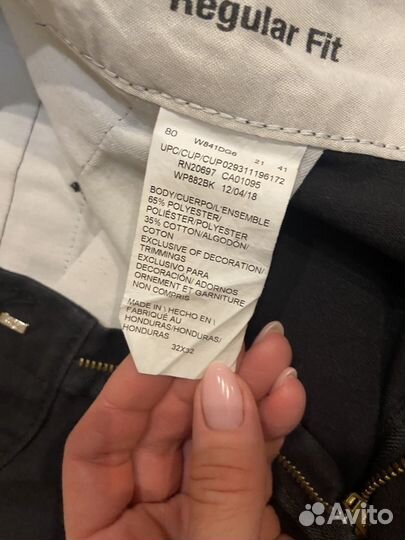 Regular Fit
BO W841DG6 21 41
UPC/CUP/CUP029311196172
RN20697 CA01095
WP882BK 12/04/18
BODY/CUERPO/L'ENSEMBLE
65% POLYESTER/
POLIÉSTER/POLYESTER
35% COTTON/ALGODÓN/
COTON
EXCLUSIVE OF DECORATION/
TRIMMINGS
EXCLUSIVO PARA
DECORACIÓN/ADORNOS
ORNEMENT ET GARNITURE
NON COMPRIS
MADE IN \ HECHO EN \
FABRIQUÉ AU
HONDURAS/HONDURAS/
HONDURAS
32X32
Avito